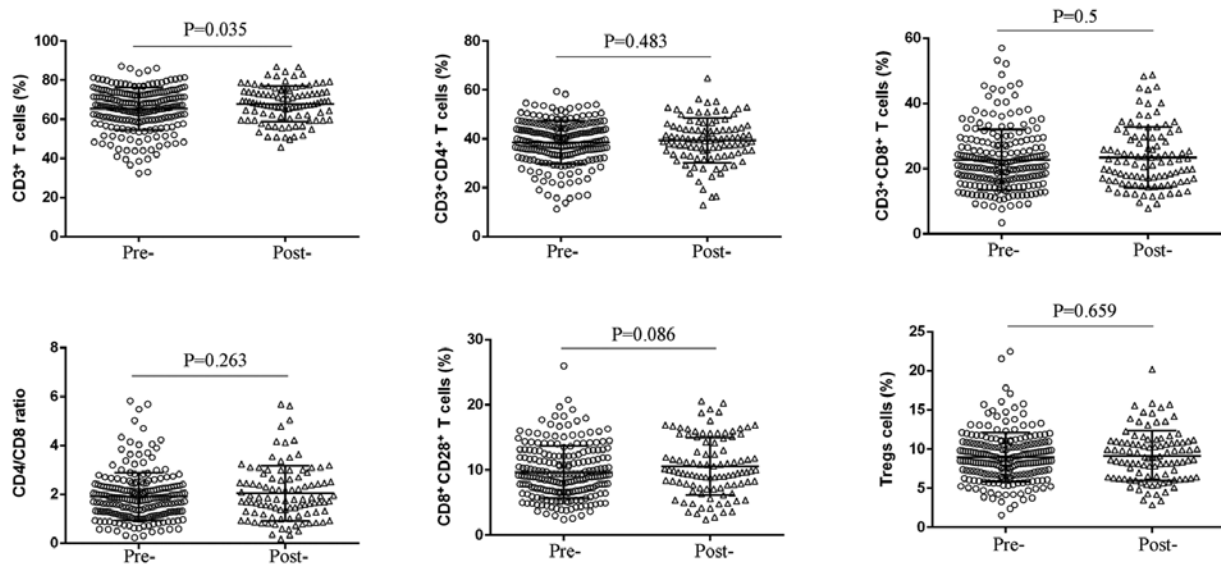 P=0.035
CD3⁺ T cells (%)
100
80
60
40
20
0
Pre-
Post-
P=0.483
CD3⁺CD4⁺ T cells (%)
80
60
40
20
0
Pre-
Post-
P=0.5
CD3⁺CD8⁺ T cells (%)
60
40
20
0
Pre-
Post-
P=0.263
CD4/CD8 ratio
8
6
4
2
0
Pre-
Post-
P=0.086
CD8⁺CD28⁺ T cells (%)
30
20
10
0
Pre-
Post-
P=0.659
Tregs cells (%)
25
20
15
10
5
0
Pre-
Post-